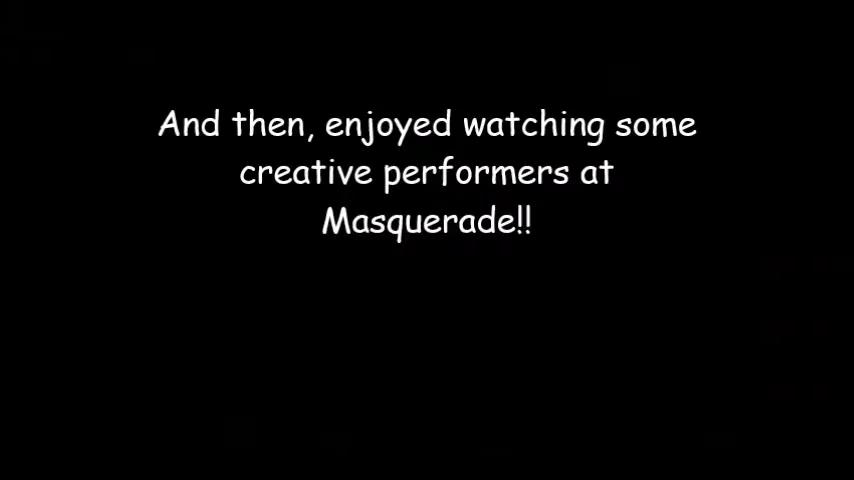 And then, enjoyed watching some
creative performers at
Masquerade!!